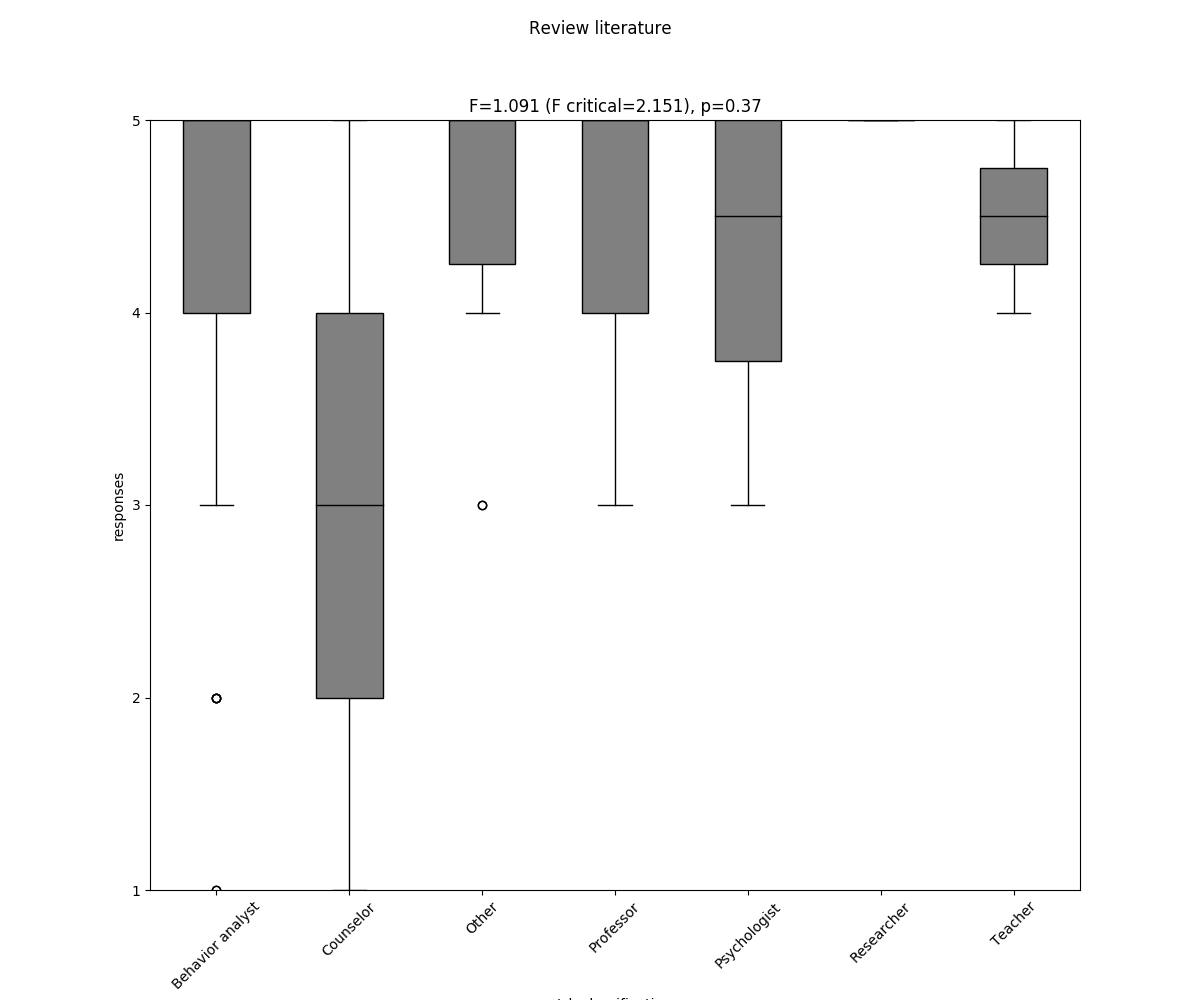 Review literature
F=1.091 (F critical=2.151), p=0.37
5
4
3
2
1
responses
Behavior analyst
Counselor
Other
Professor
Psychologist
Researcher
Teacher